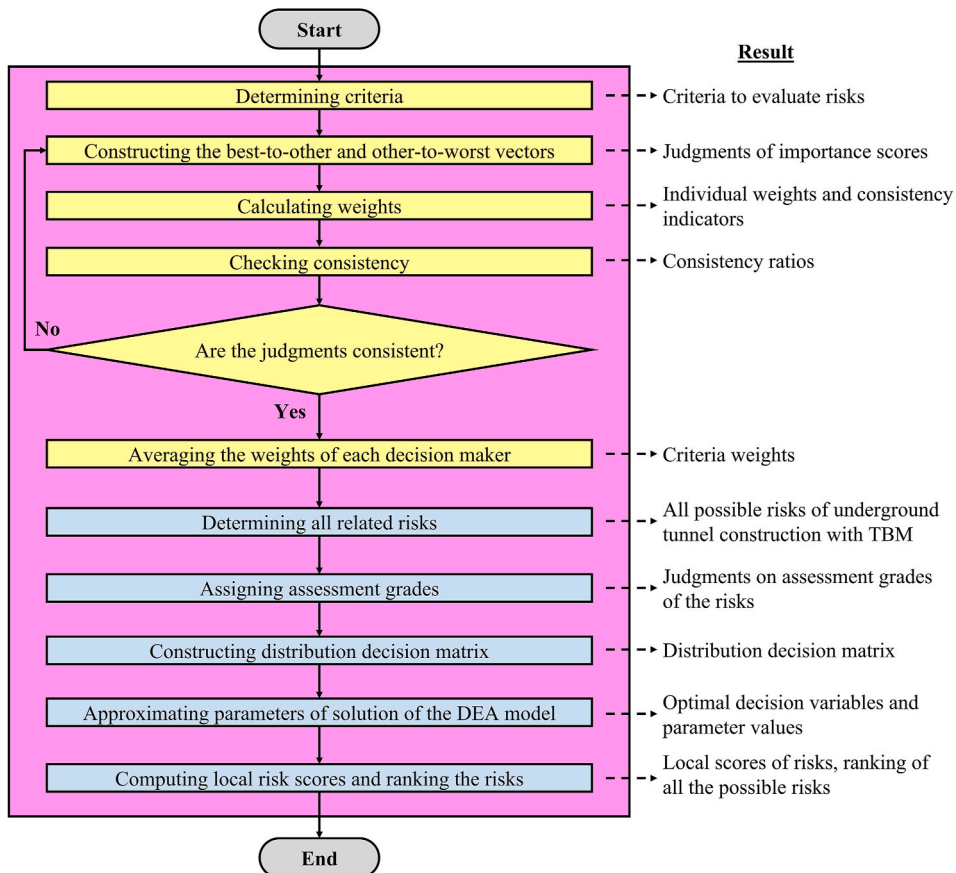 Start
Result
Determining criteria
Criteria to evaluate risks
Constructing the best-to-other and other-to-worst vectors
Judgments of importance scores
Calculating weights
Individual weights and consistency
indicators
Checking consistency
Consistency ratios
No
Are the judgments consistent?
Yes
Averaging the weights of each decision maker
Criteria weights
Determining all related risks
All possible risks of underground
tunnel construction with TBM
Assigning assessment grades
Judgments on assessment grades
of the risks
Constructing distribution decision matrix
Distribution decision matrix
Approximating parameters of solution of the DEA model
Optimal decision variables and
parameter values
Computing local risk scores and ranking the risks
Local scores of risks, ranking of
all the possible risks
End